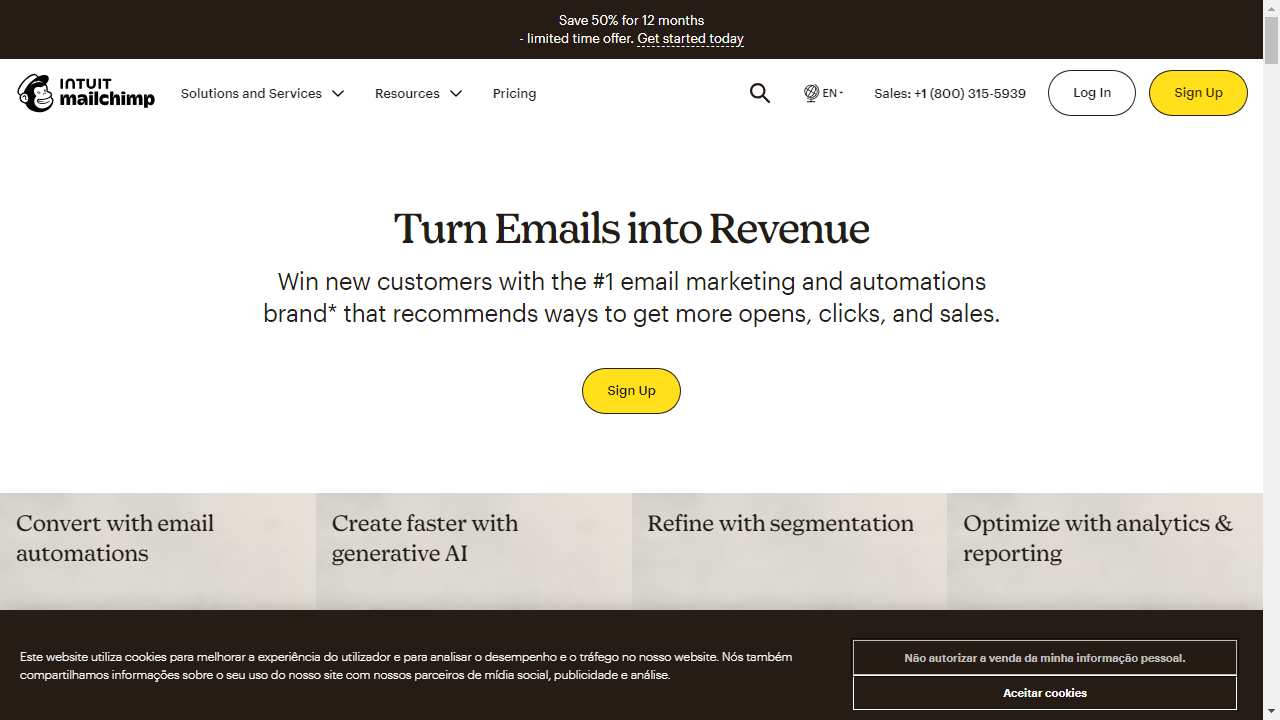 Save 50% for 12 months
- limited time offer. Get started today
INTUIT
mailchimp
Solutions and Services
Resources
Pricing
EN
Sales: +1 (800) 315-5939
Log In
Sign Up
Turn Emails into Revenue
Win new customers with the #1 email marketing and automations
brand* that recommends ways to get more opens, clicks, and sales.
Sign Up
Convert with email
automations
Create faster with
generative AI
Refine with segmentation
Optimize with analytics &
reporting
Este website utiliza cookies para melhorar a experiência do utilizador e para analisar o desempenho e o tráfego no nosso website. Nós também
compartilhamos informações sobre o seu uso do nosso site com nossos parceiros de mídia social, publicidade e análise.
Não autorizar a venda da minha informação pessoal.
Aceitar cookies